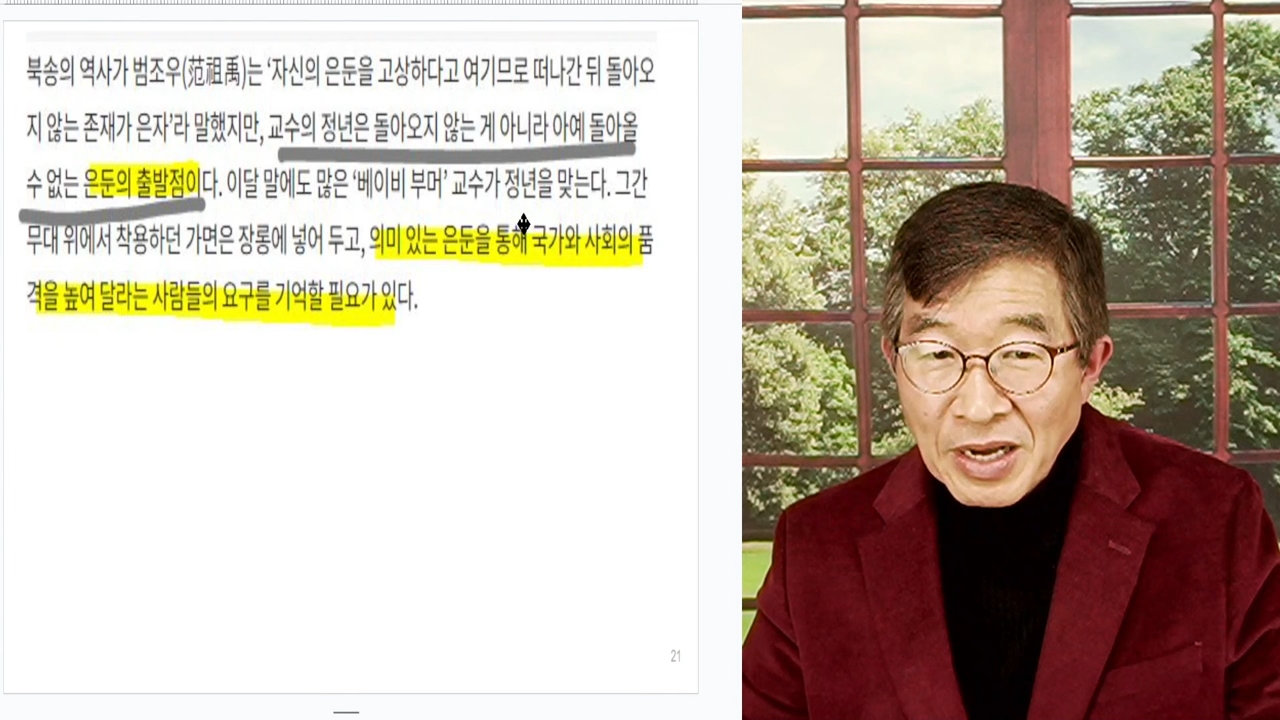 북송의 역사가 범조우(范祖禹)는 ‘자신의 은둔을 고상하다고 여기므로 떠나간 뒤 돌아오
지 않는 존재가 은자’라 말했지만, 교수의 정년은 돌아오지 않는 게 아니라 아예 돌아올
수 없는 은둔의 출발점이다. 이달 말에도 많은 ‘베이비 부머’ 교수가 정년을 맞는다. 그간
무대 위에서 착용하던 가면은 장롱에 넣어 두고, 의미 있는 은둔을 통해 국가와 사회의 품
격을 높여 달라는 사람들의 요구를 기억할 필요가 있다.
21